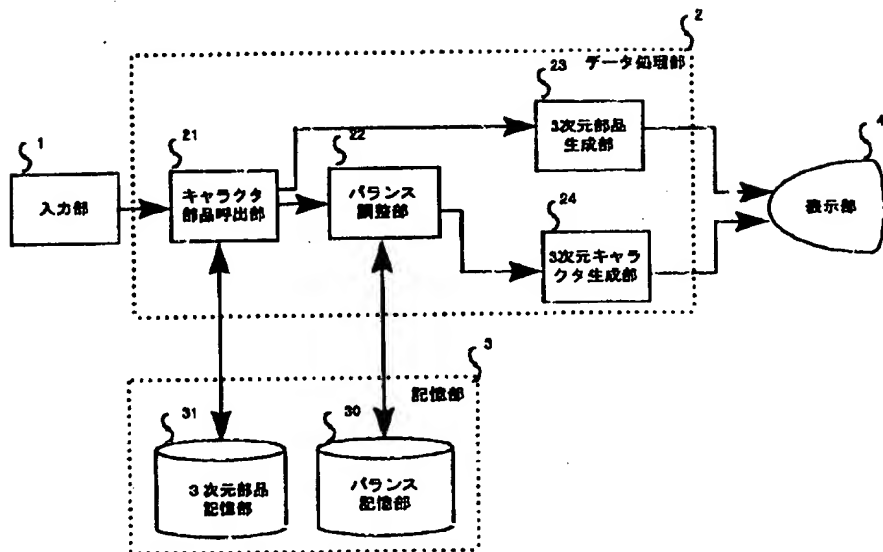 2
データ処理部
23
3次元部品
生成部
4
1
入力部
21
キャラクタ
部品呼出部
22
バランス
調整部
表示部
24
3次元キャラ
クタ生成部
3
記憶部
31
3次元部品
記憶部
30
バランス
記憶部